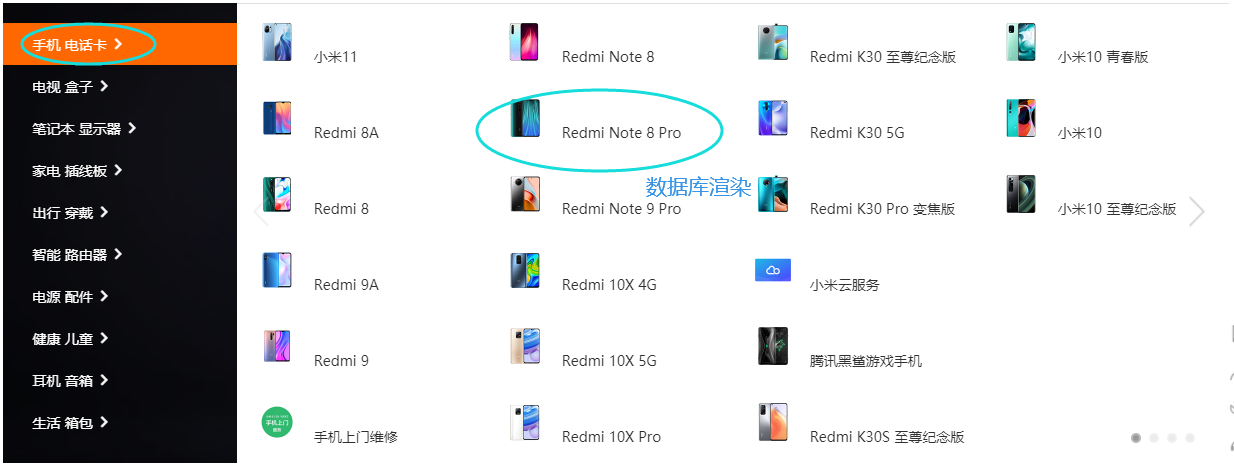 手机 电话卡
电视 盒子
笔记本 显示器
家电 插线板
出行 穿戴
智能 路由器
电源 配件
健康 儿童
耳机 音箱
生活 箱包
小米11
Redmi 8A
Redmi 8
Redmi 9A
Redmi 9
手机上门
手机上门维修
Redmi Note 8
Redmi Note 8 Pro
数据库渲染
Redmi Note 9 Pro
Redmi 10X 4G
Redmi 10X 5G
Redmi 10X Pro
Redmi K30 至尊纪念版
Redmi K30 5G
Redmi K30 Pro 变焦版
小米云服务
腾讯黑鲨游戏手机
Redmi K30S 至尊纪念版
小米10 青春版
小米10
小米10 至尊纪念版